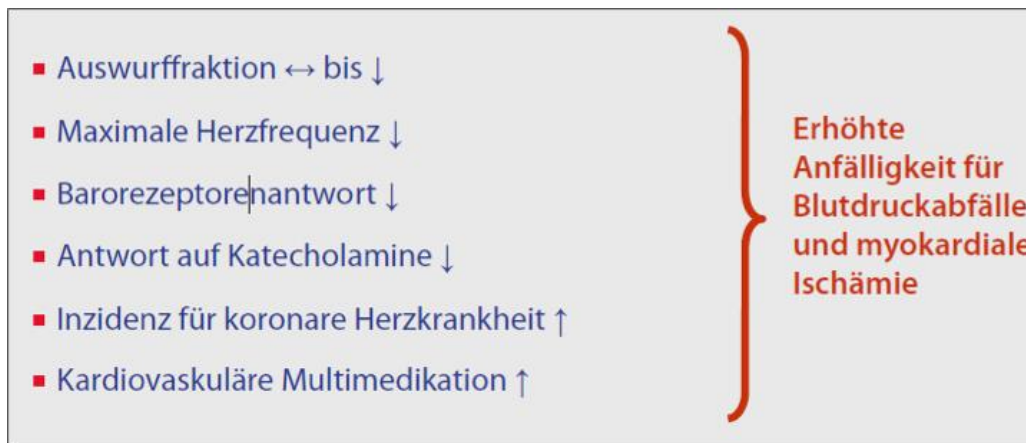 Auswurffraktion ↔ bis ↓
Maximale Herzfrequenz ↓
Barorezeptorenantwort ↓
Antwort auf Katecholamine ↓
Inzidenz für koronare Herzkrankheit ↑
Kardiovaskuläre Multimedikation ↑
Erhöhte
Anfälligkeit für
Blutdruckabfälle
und myokardiale
Ischämie